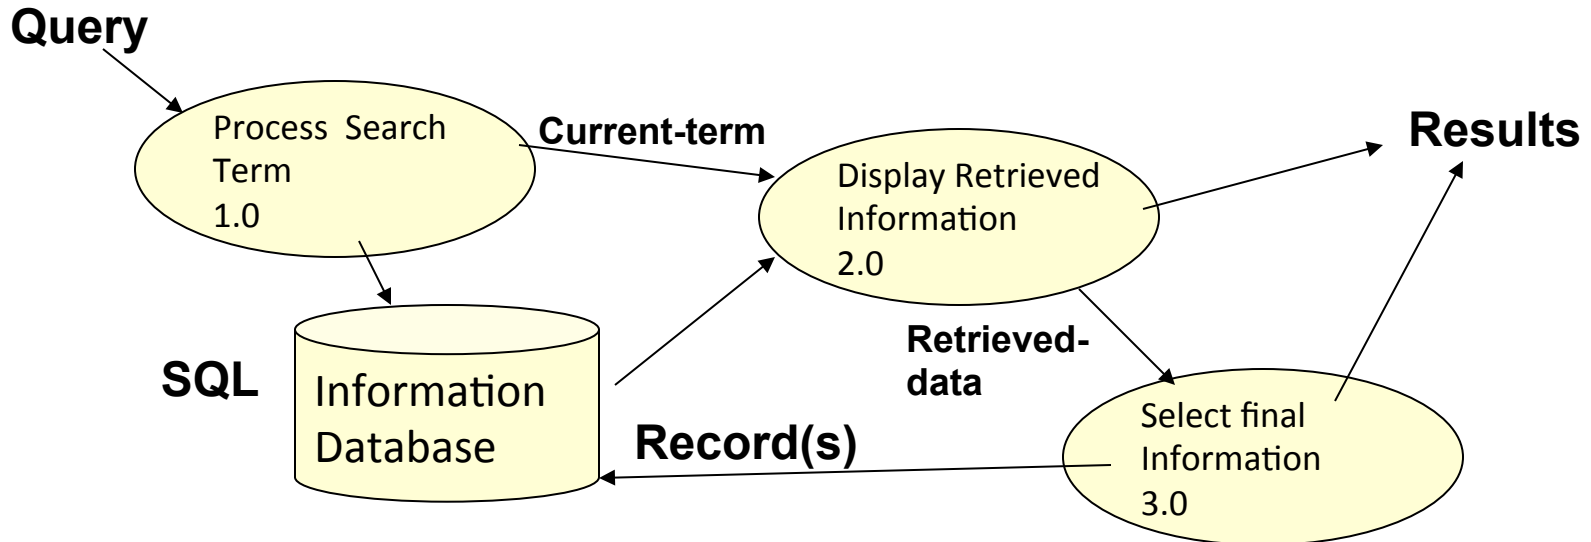 Query
Process Search
Term
1.0
Current-term
Display Retrieved
Information
2.0
Results
SQL
Information
Database
Retrieved-
data
Record(s)
Select final
Information
3.0